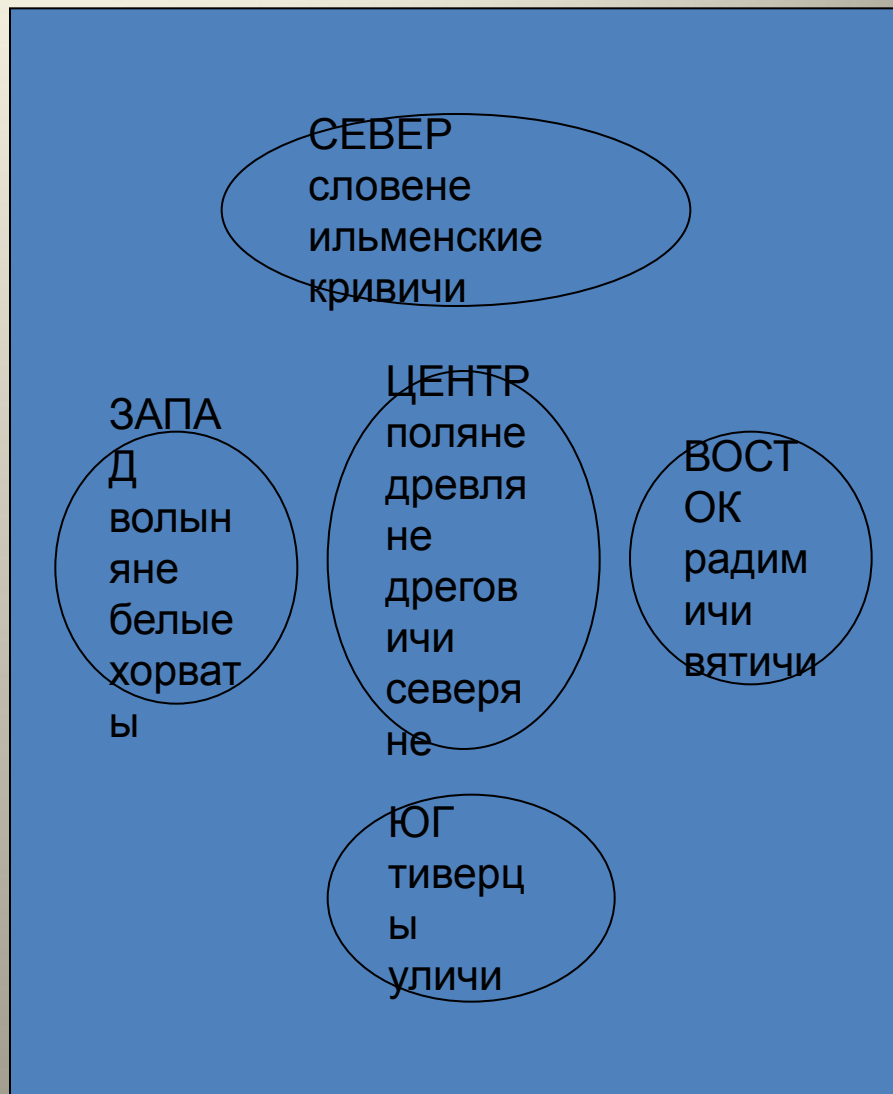 СЕВЕР
словене
ильменские
кривичи
ЗАПА
Д
волын
яне
белые
хорват
ы
ЦЕНТР
поляне
древля
не
дрегов
ичи
северя
не
ВОСТ
ОК
радим
ичи
вятичи
ЮГ
тиверц
ы
уличи